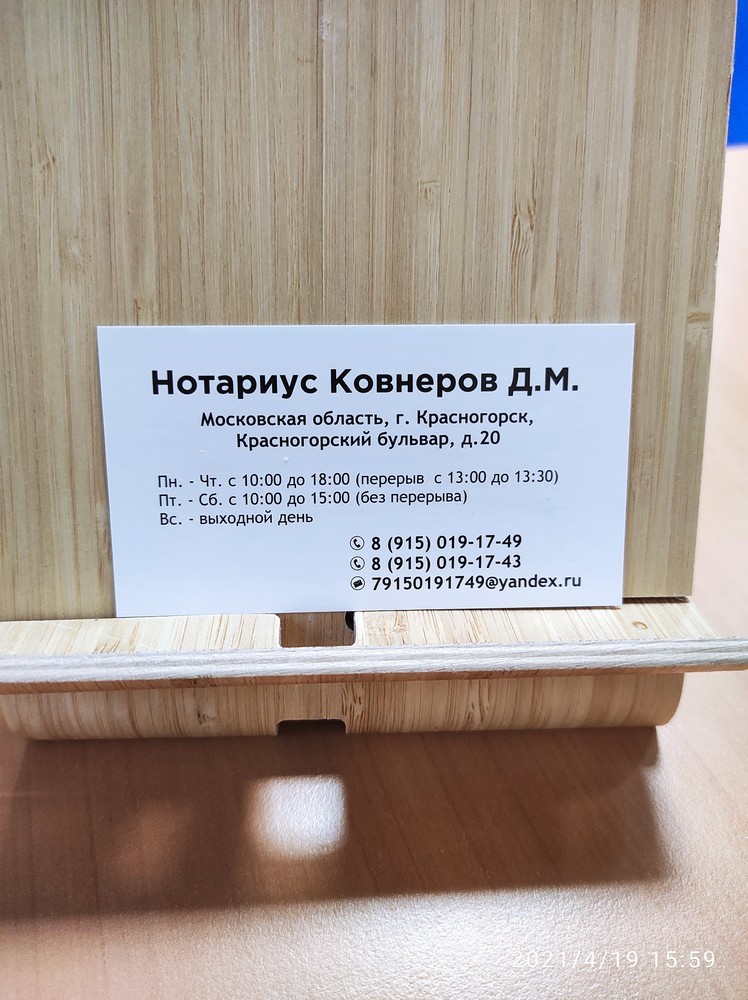 Нотариус Ковнеров Д.М.
Московская область, г. Красногорск,
Красногорский бульвар, д.20
Пн. - Чт. с 10:00 до 18:00 (перерыв с 13:00 до 13:30)
Пт. - Сб. с 10:00 до 15:00 (без перерыва)
Вс. - выходной день
8 (915) 019-17-49
8 (915) 019-17-43
79150191749@yandex.ru
2021/4/19 15:59